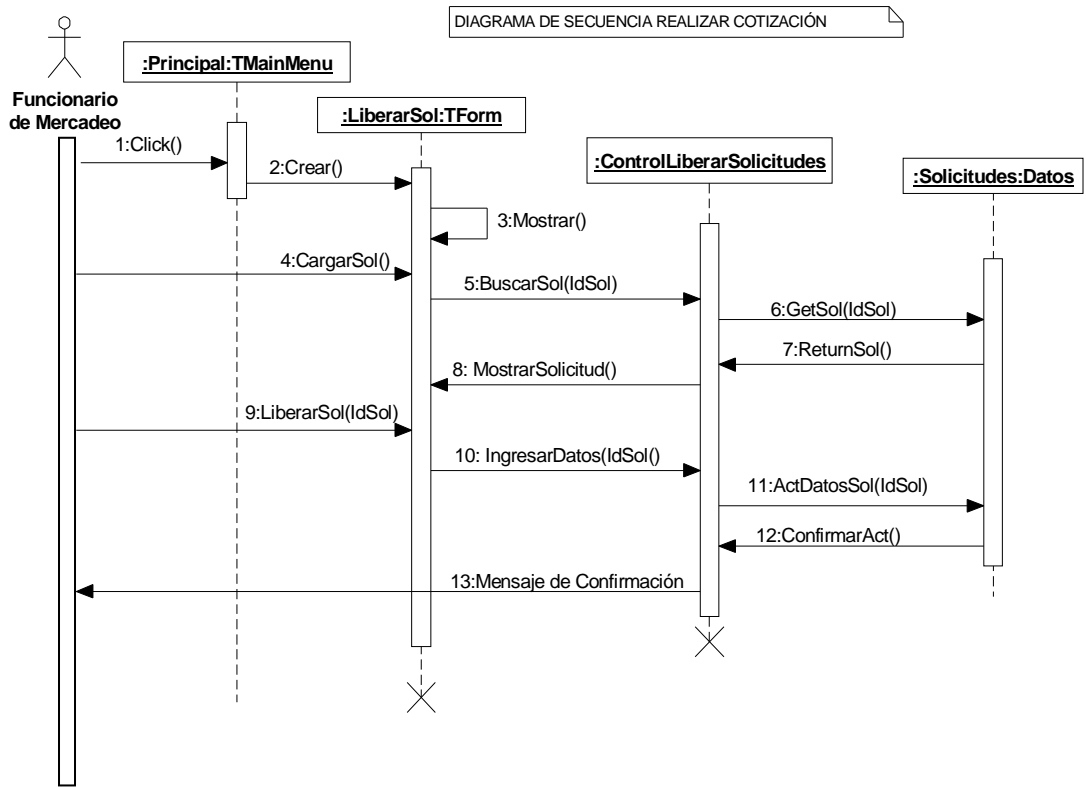 DIAGRAMA DE SECUENCIA REALIZAR COTIZACIÓN
:Principal:TMainMenu
Funcionario
de Mercadeo
:LiberarSol:TForm
:ControlLiberarSolicitudes
:Solicitudes:Datos
1:Click()
2:Crear()
3:Mostrar()
4:CargarSol()
5:BuscarSol(IdSol)
6:GetSol(IdSol)
7:ReturnSol()
8: MostrarSolicitud()
9:LiberarSol(IdSol)
10: IngresarDatos(IdSol()
11:ActDatosSol(IdSol)
12:ConfirmarAct()
13:Mensaje de Confirmación